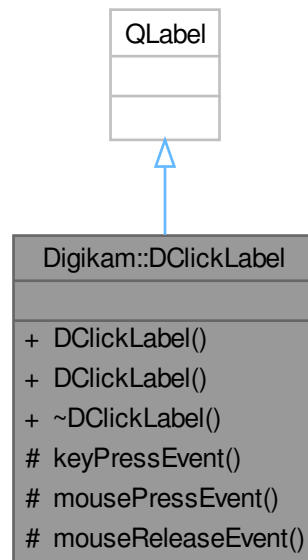 QLabel
Digikam::DClickLabel
+ DClickLabel()
+ DClickLabel()
+ ~DClickLabel()
# keyPressEvent()
# mousePressEvent()
# mouseReleaseEvent()